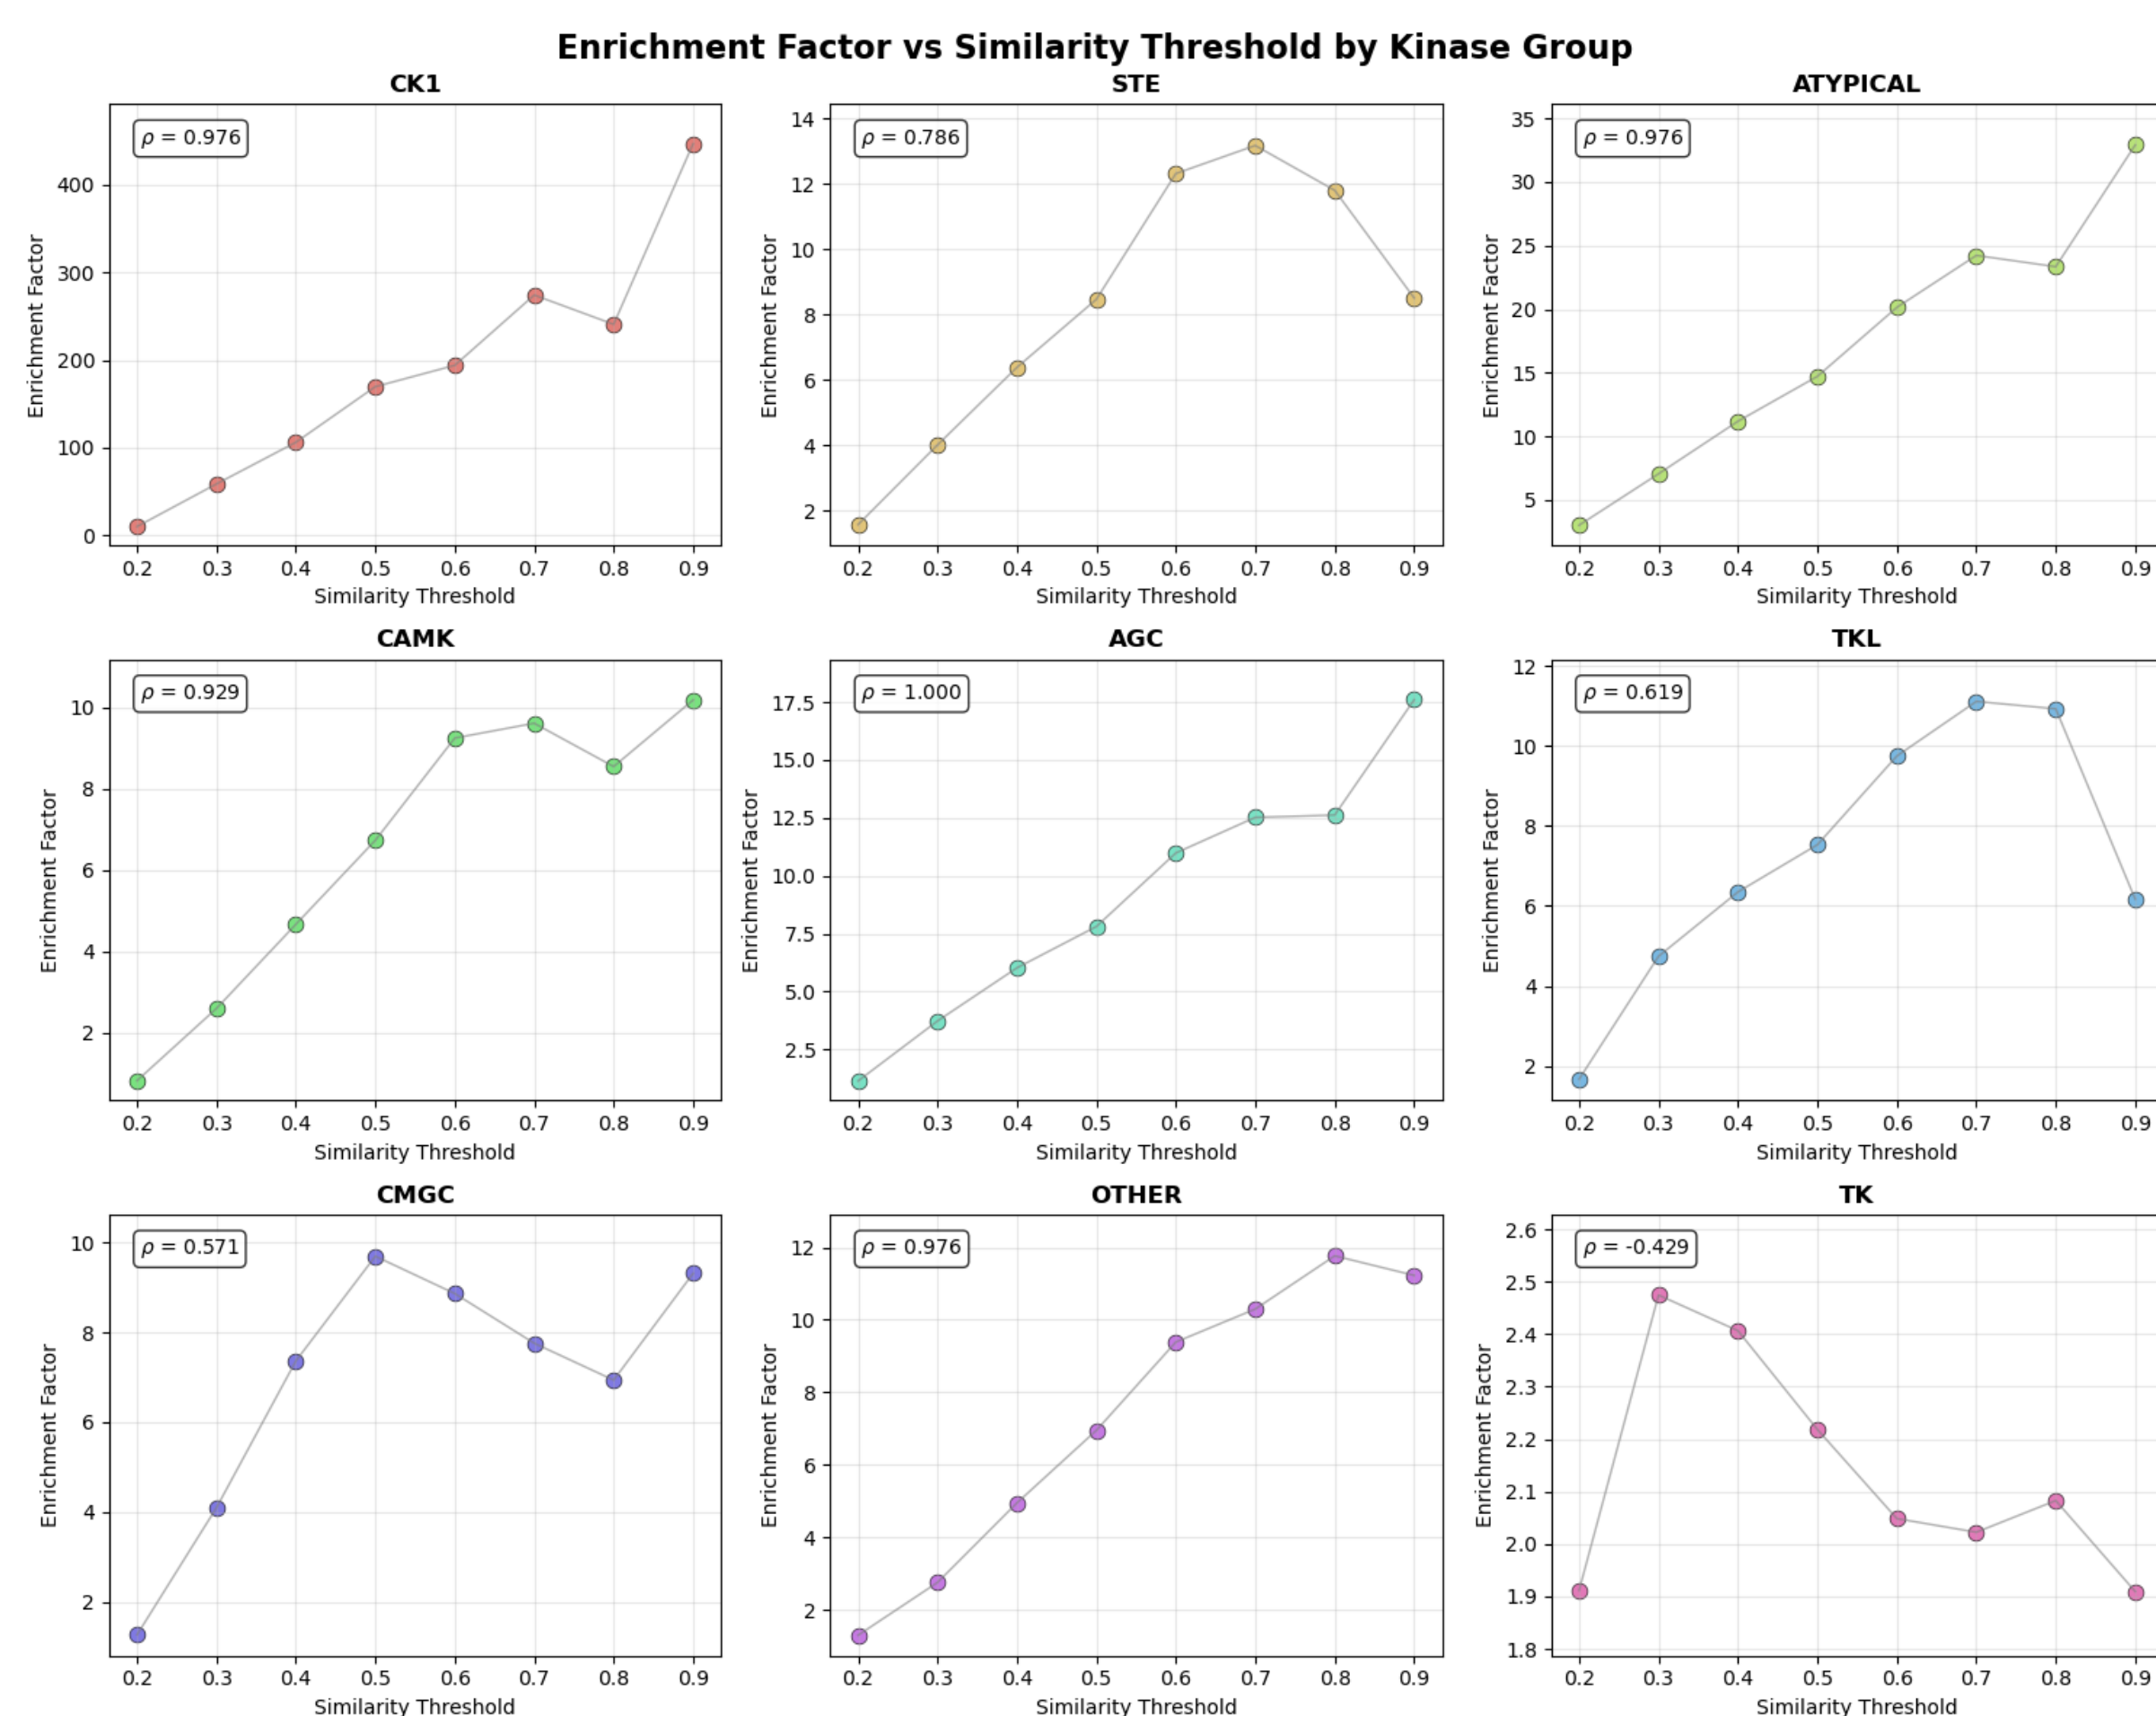 Enrichment Factor vs Similarity Threshold by Kinase Group
CK1
ρ = 0.976
Enrichment Factor
400
300
200
100
0
0.2 0.3 0.4 0.5 0.6 0.7 0.8 0.9
Similarity Threshold
STE
ρ = 0.786
Enrichment Factor
14
12
10
8
6
4
2
0.2 0.3 0.4 0.5 0.6 0.7 0.8 0.9
Similarity Threshold
ATYPICAL
ρ = 0.976
Enrichment Factor
35
30
25
20
15
10
5
0.2 0.3 0.4 0.5 0.6 0.7 0.8 0.9
Similarity Threshold
CAMK
ρ = 0.929
Enrichment Factor
10
8
6
4
2
0.2 0.3 0.4 0.5 0.6 0.7 0.8 0.9
Similarity Threshold
AGC
ρ = 1.000
Enrichment Factor
17.5
15.0
12.5
10.0
7.5
5.0
2.5
0.2 0.3 0.4 0.5 0.6 0.7 0.8 0.9
Similarity Threshold
TKL
ρ = 0.619
Enrichment Factor
12
10
8
6
4
2
0.2 0.3 0.4 0.5 0.6 0.7 0.8 0.9
Similarity Threshold
CMGC
ρ = 0.571
Enrichment Factor
10
8
6
4
2
0.2 0.3 0.4 0.5 0.6 0.7 0.8 0.9
Similarity Threshold
OTHER
ρ = 0.976
Enrichment Factor
12
10
8
6
4
2
0.2 0.3 0.4 0.5 0.6 0.7 0.8 0.9
Similarity Threshold
TK
ρ = -0.429
Enrichment Factor
2.6
2.5
2.4
2.3
2.2
2.1
2.0
1.9
1.8
0.2 0.3 0.4 0.5 0.6 0.7 0.8 0.9
Similarity Threshold